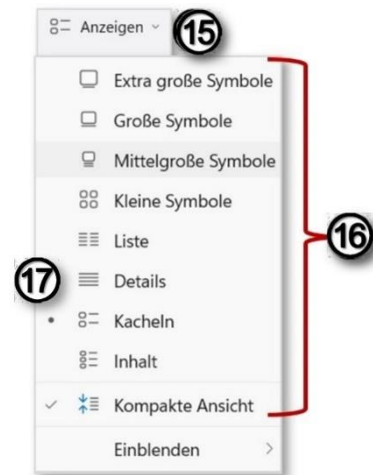 Anzeigen 15
Extra große Symbole
Große Symbole
Mittelgroße Symbole
Kleine Symbole
16
Liste
17 Details
Kacheln
Inhalt
Kompakte Ansicht
Einblenden